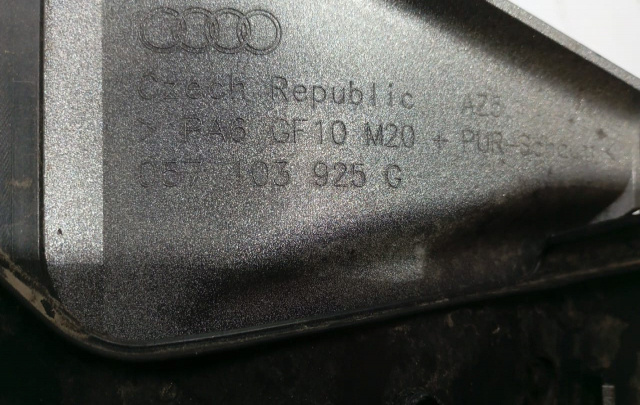 Czech Republic AZ5
> PA6 GF10 M20 + PUR-Schaum <
057 103 925 G